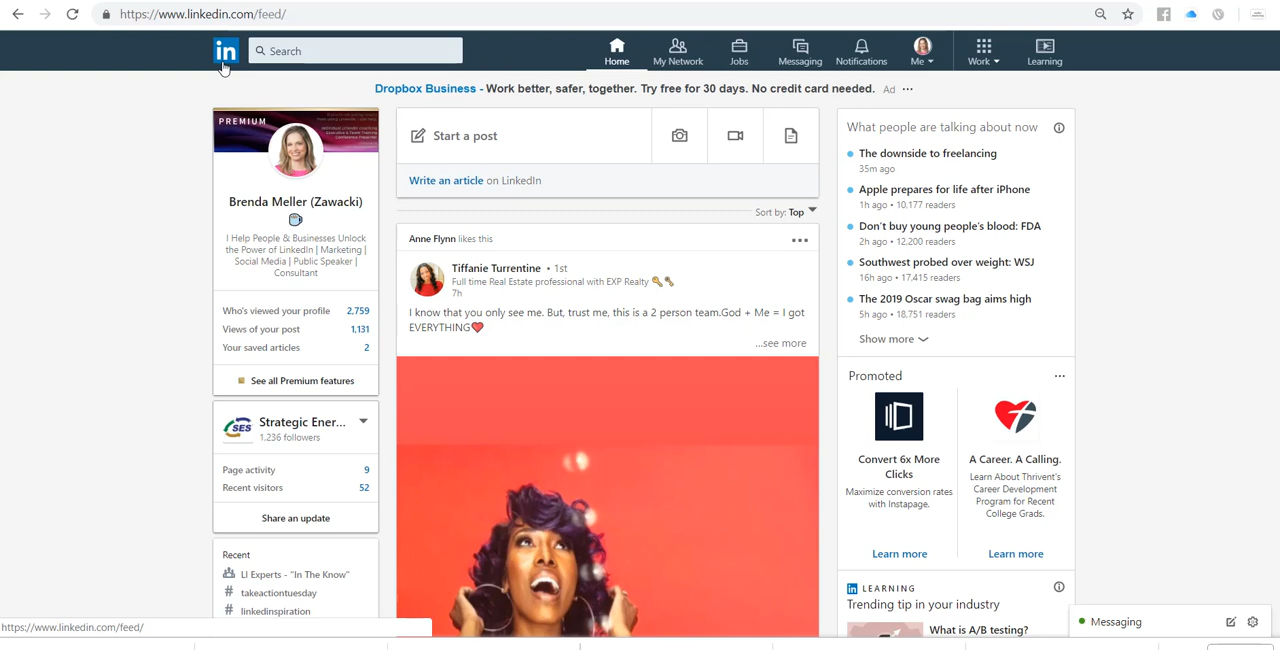 https://www.linkedin.com/feed/
in
Search
Home
My Network
Jobs
Messaging
Notifications
Me
Work
Learning
Dropbox Business - Work better, safer, together. Try free for 30 days. No credit card needed. Ad
PREMIUM
Brenda Meller (Zawacki)
I Help People & Businesses Unlock
the Power of LinkedIn | Marketing |
Social Media | Public Speaker |
Consultant
Who's viewed your profile 2,759
Views of your post 1,131
Your saved articles 2
See all Premium features
SES
Strategic Ener...
1,236 followers
Page activity 9
Recent visitors 52
Share an update
Recent
LI Experts - "In The Know"
# takeactiontuesday
# linkedinspiration
Start a post
Write an article on LinkedIn
Sort by: Top
Anne Flynn likes this
Tiffanie Turrentine • 1st
Full time Real Estate professional with EXP Realty
7h
I know that you only see me. But, trust me, this is a 2 person team.God + Me = I got
EVERYTHING
...see more
What people are talking about now
The downside to freelancing
35m ago
Apple prepares for life after iPhone
1h ago • 10,177 readers
Don't buy young people's blood: FDA
2h ago • 12,200 readers
Southwest probed over weight: WSJ
16h ago • 17,415 readers
The 2019 Oscar swag bag aims high
5h ago • 18,751 readers
Show more
Promoted
Convert 6x More
Clicks
Maximize conversion rates
with Instapage.
Learn more
A Career. A Calling.
Learn About Thrivent's
Career Development
Program for Recent
College Grads.
Learn more
in LEARNING
Trending tip in your industry
What is A/B testing?
Messaging
https://www.linkedin.com/feed/